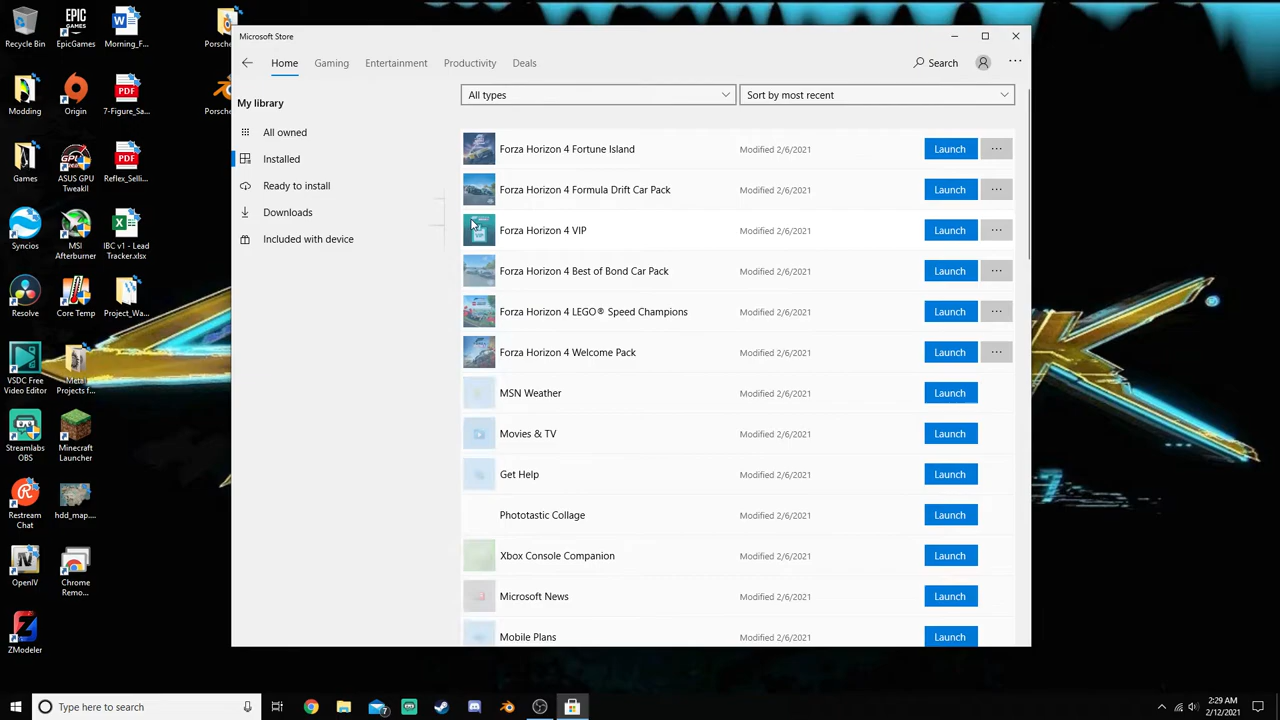 Microsoft Store
Home
Gaming
Entertainment
Productivity
Deals
Search
My library
All owned
Installed
Ready to install
Downloads
Included with device
All types
Sort by most recent
Forza Horizon 4 Fortune Island Modified 2/6/2021 Launch
Forza Horizon 4 Formula Drift Car Pack Modified 2/6/2021 Launch
Forza Horizon 4 VIP Modified 2/6/2021 Launch
Forza Horizon 4 Best of Bond Car Pack Modified 2/6/2021 Launch
Forza Horizon 4 LEGO® Speed Champions Modified 2/6/2021 Launch
Forza Horizon 4 Welcome Pack Modified 2/6/2021 Launch
MSN Weather Modified 2/6/2021 Launch
Movies & TV Modified 2/6/2021 Launch
Get Help Modified 2/6/2021 Launch
Phototastic Collage Modified 2/6/2021 Launch
Xbox Console Companion Modified 2/6/2021 Launch
Microsoft News Modified 2/6/2021 Launch
Mobile Plans Modified 2/6/2021 Launch
Recycle Bin
EPIC GAMES
EpicGames
Morning_F...
Porsche
Modding
Origin
PDF
7-Figure_Sa...
Porsche
Games
ASUS GPU
TweakII
PDF
Reflex_Selli...
Syncios
MSI
Afterburner
IBC v1 - Lead
Tracker.xlsx
Resolve
Core Temp
Project_Wa...
VSDC Free
Video Editor
Meta
Projects f...
Streamlabs
OBS
Minecraft
Launcher
Restream
Chat
hdd_map....
OpenIV
Chrome
Remo...
ZModeler
Type here to search
7
2:29 AM
2/12/2021